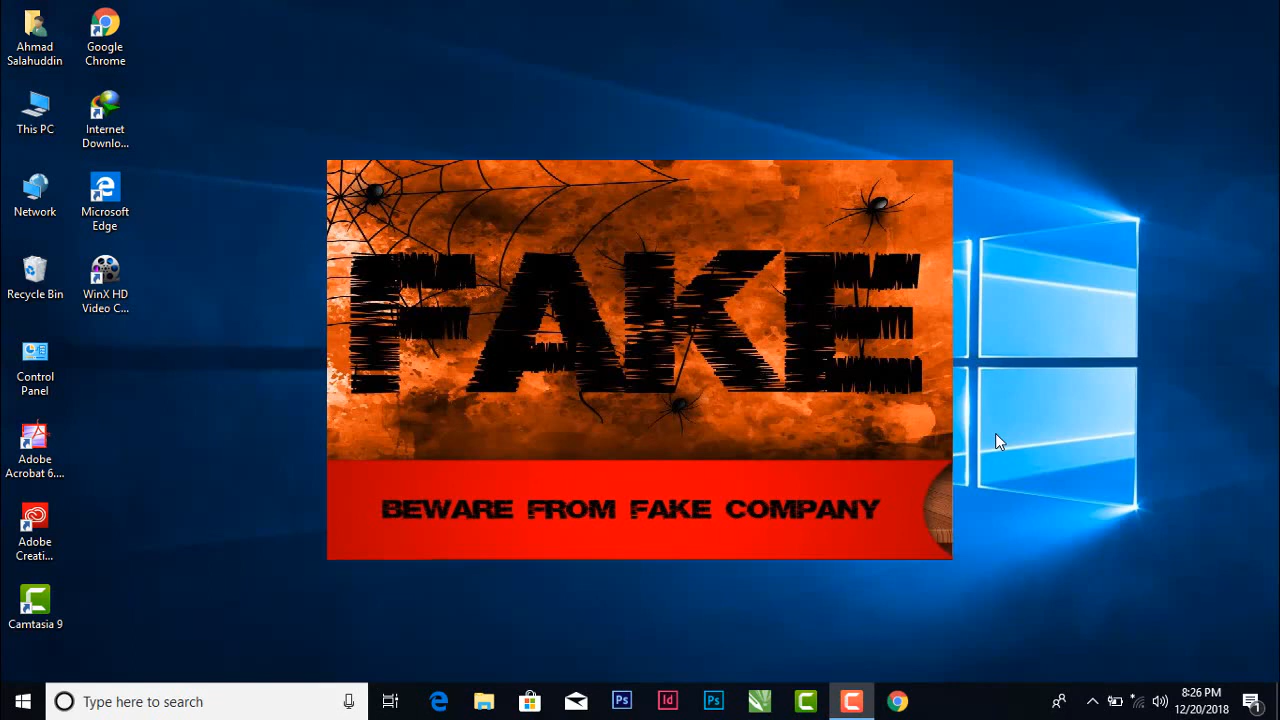 Ahmad
Salahuddin
Google
Chrome
This PC
Internet
Downlo...
Network
Microsoft
Edge
Recycle Bin
WinX HD
Video C...
Control
Panel
Adobe
Acrobat 6....
Adobe
Creati...
Camtasia 9
FAKE
BEWARE FROM FAKE COMPANY
Type here to search
Ps
Id
Ps
8:26 PM
12/20/2018
1